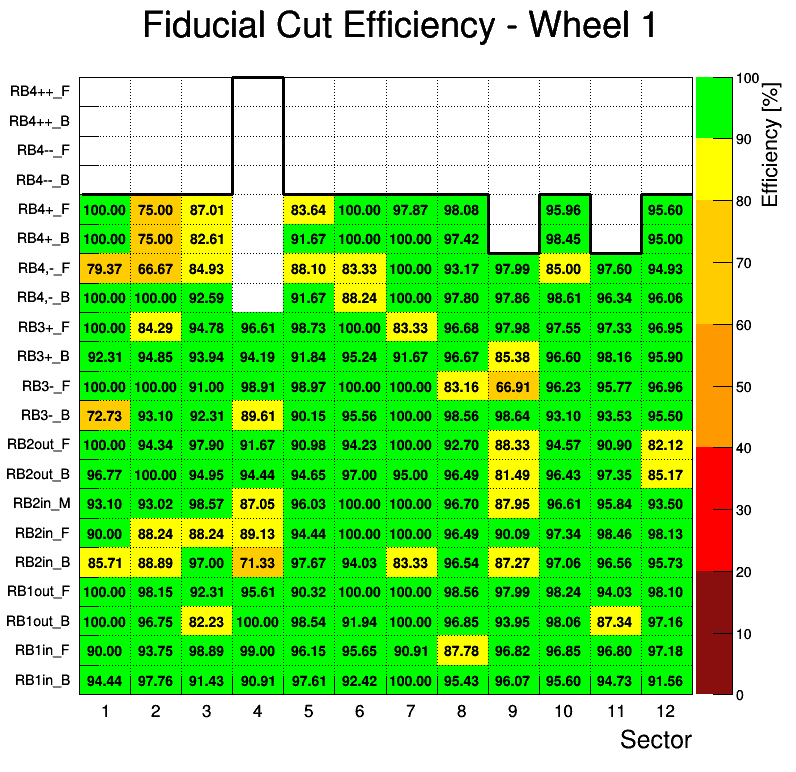 Fiducial Cut Efficiency - Wheel 1
RB4++_F
RB4++_B
RB4--_F
RB4--_B
RB4+_F 100.00 75.00 87.01 83.64 100.00 97.87 98.08 95.96 95.60
RB4+_B 100.00 75.00 82.61 91.67 100.00 100.00 97.42 98.45 95.00
RB4,-_F 79.37 66.67 84.93 88.10 83.33 100.00 93.17 97.99 85.00 97.60 94.93
RB4,-_B 100.00 100.00 92.59 91.67 88.24 100.00 97.80 97.86 98.61 96.34 96.06
RB3+_F 100.00 84.29 94.78 96.61 98.73 100.00 83.33 96.68 97.98 97.55 97.33 96.95
RB3+_B 92.31 94.85 93.94 94.19 91.84 95.24 91.67 96.67 85.38 96.60 98.16 95.90
RB3-_F 100.00 100.00 91.00 98.91 98.97 100.00 100.00 83.16 66.91 96.23 95.77 96.96
RB3-_B 72.73 93.10 92.31 89.61 90.15 95.56 100.00 98.56 98.64 93.10 93.53 95.50
RB2out_F 100.00 94.34 97.90 91.67 90.98 94.23 100.00 92.70 88.33 94.57 90.90 82.12
RB2out_B 96.77 100.00 94.95 94.44 94.65 97.00 95.00 96.49 81.49 96.43 97.35 85.17
RB2in_M 93.10 93.02 98.57 87.05 96.03 100.00 100.00 96.70 87.95 96.61 95.84 93.50
RB2in_F 90.00 88.24 88.24 89.13 94.44 100.00 100.00 96.49 90.09 97.34 98.46 98.13
RB2in_B 85.71 88.89 97.00 71.33 97.67 94.03 83.33 96.54 87.27 97.06 96.56 95.73
RB1out_F 100.00 98.15 92.31 95.61 90.32 100.00 100.00 98.56 97.99 98.24 94.03 98.10
RB1out_B 100.00 96.75 82.23 100.00 98.54 91.94 100.00 96.85 93.95 98.06 87.34 97.16
RB1in_F 90.00 93.75 98.89 99.00 96.15 95.65 90.91 87.78 96.82 96.85 96.80 97.18
RB1in_B 94.44 97.76 91.43 90.91 97.61 92.42 100.00 95.43 96.07 95.60 94.73 91.56
1 2 3 4 5 6 7 8 9 10 11 12
Sector
100
90
80
70
60
50
40
30
20
10
0
Efficiency [%]